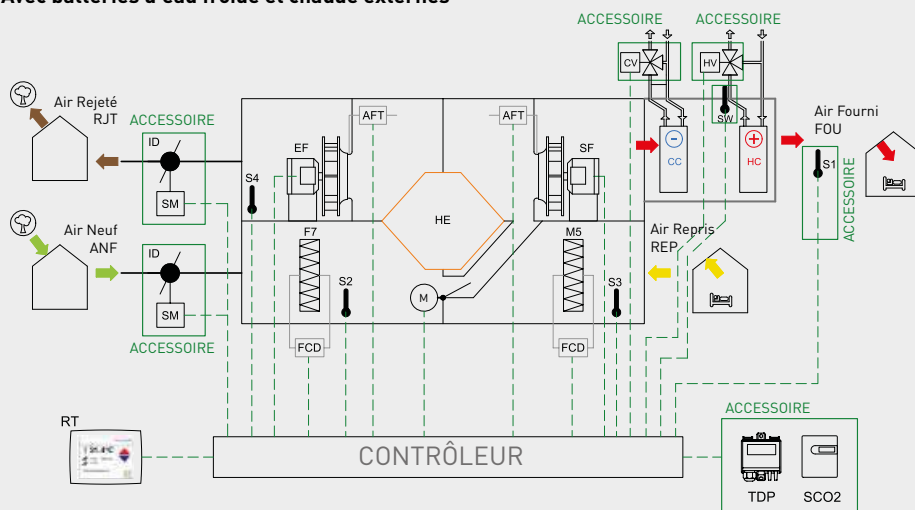 Avec batteries à eau froide et chaude externes
ACCESSOIRE
ACCESSOIRE
CV
HV
Air Rejeté
RJT
ACCESSOIRE
ID
SM
S4
EF
AFT
AFT
SF
SW
CC
HC
Air Fourni
FOU
S1
ACCESSOIRE
HE
Air Neuf
ANF
ID
SM
ACCESSOIRE
F7
S2
M
M5
S3
Air Repris
REP
FCD
FCD
RT
CONTRÔLEUR
ACCESSOIRE
TDP
SCO2